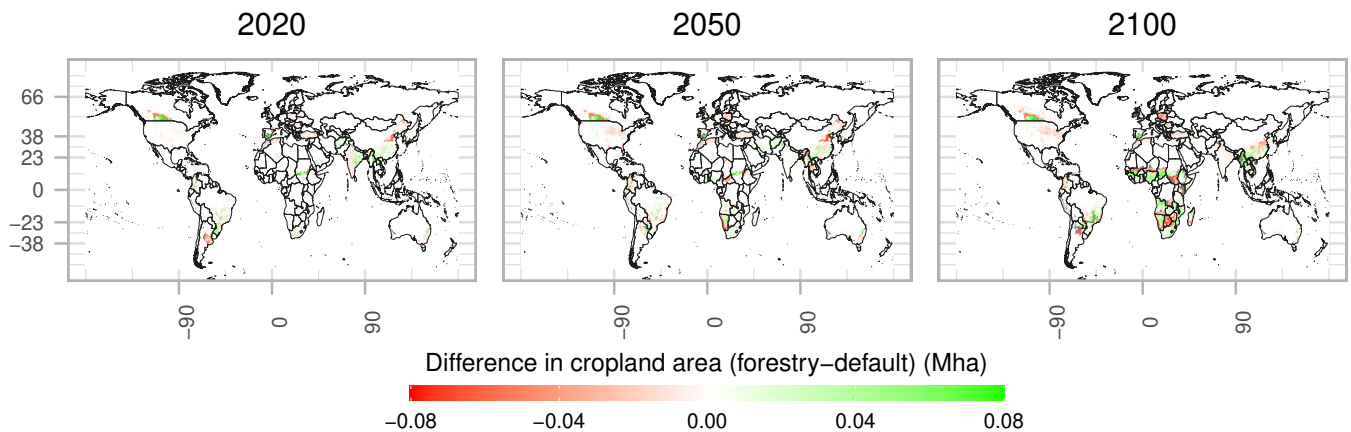 2020 2050 2100
66
38
23
0
−23
−38
−90 0 90 −90 0 90 −90 0 90
Difference in cropland area (forestry−default) (Mha)
−0.08 −0.04 0.00 0.04 0.08